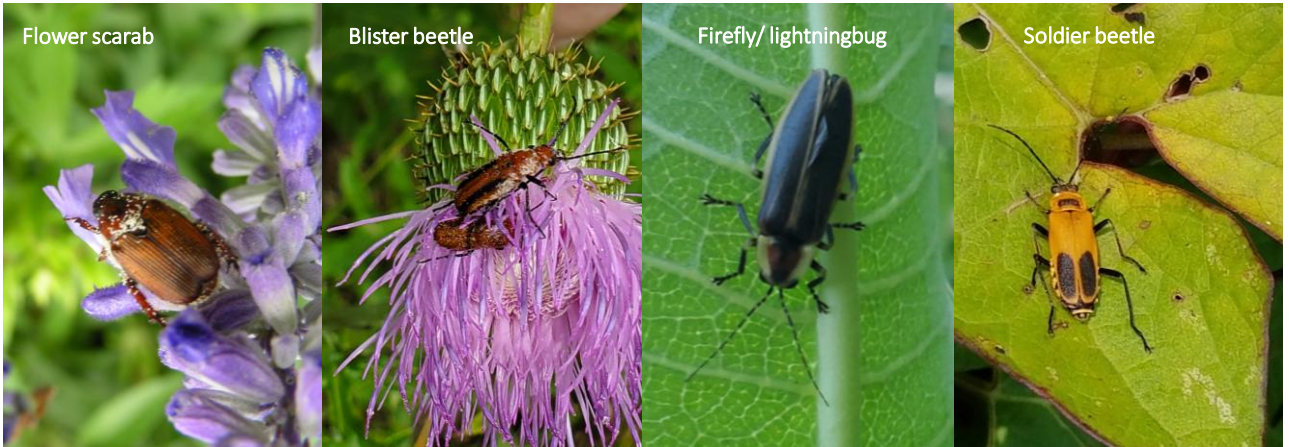 Flower scarab
Blister beetle
Firefly/ lightningbug
Soldier beetle